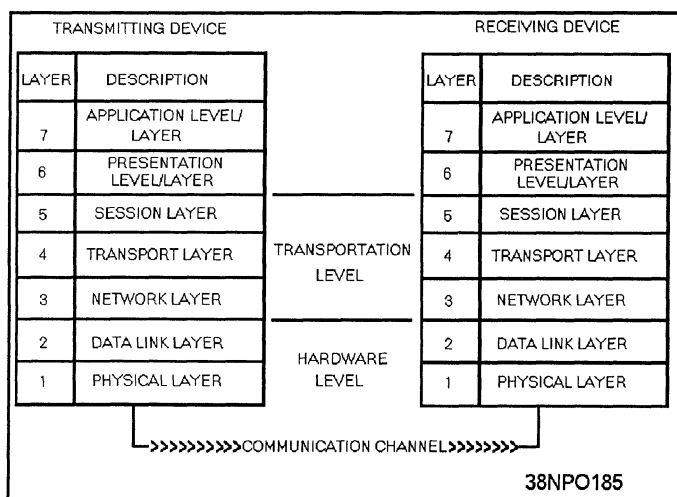 TRANSMITTING DEVICE
LAYER DESCRIPTION
7 APPLICATION LEVEL/
LAYER
6 PRESENTATION
LEVEL/LAYER
5 SESSION LAYER
4 TRANSPORT LAYER
3 NETWORK LAYER
2 DATA LINK LAYER
1 PHYSICAL LAYER
TRANSPORTATION
LEVEL
HARDWARE
LEVEL
RECEIVING DEVICE
LAYER DESCRIPTION
7 APPLICATION LEVEL/
LAYER
6 PRESENTATION
LEVEL/LAYER
5 SESSION LAYER
4 TRANSPORT LAYER
3 NETWORK LAYER
2 DATA LINK LAYER
1 PHYSICAL LAYER
>>>>>>>>>>COMMUNICATION CHANNEL>>>>>>>>
38NPO185